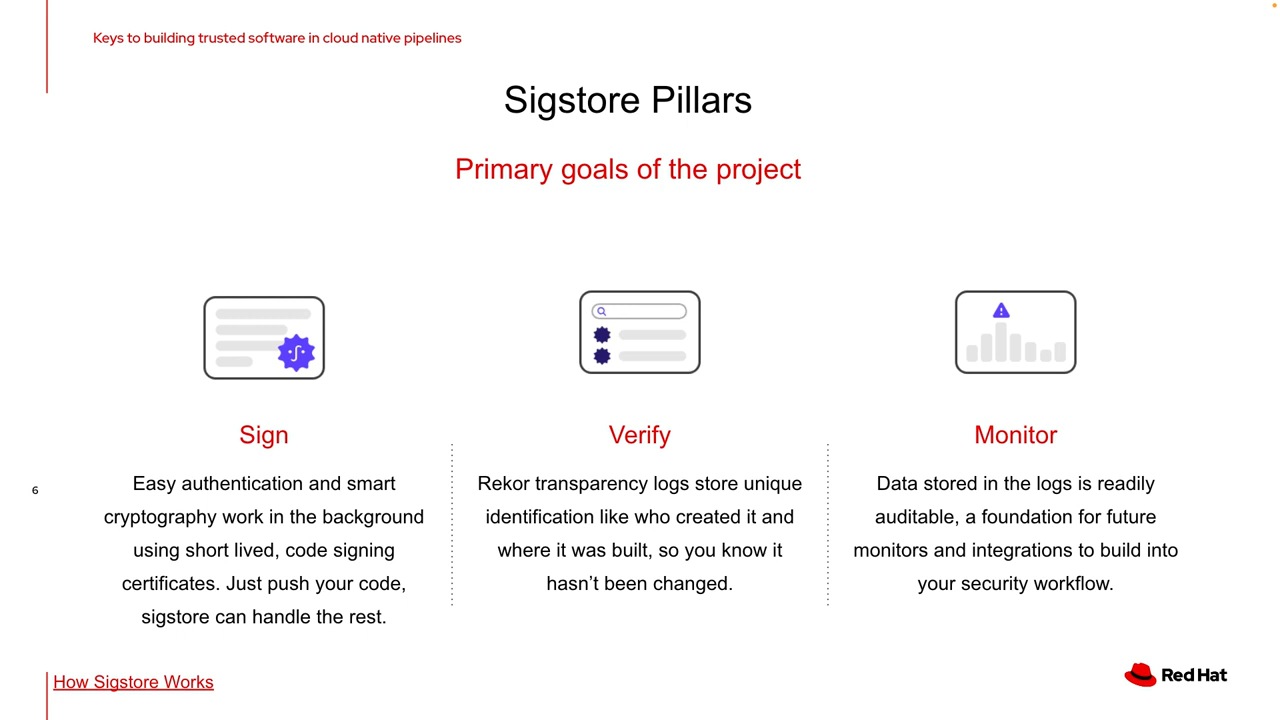 Keys to building trusted software in cloud native pipelines
Sigstore Pillars
Primary goals of the project
Sign
Easy authentication and smart
cryptography work in the background
using short lived, code signing
certificates. Just push your code,
sigstore can handle the rest.
Verify
Rekor transparency logs store unique
identification like who created it and
where it was built, so you know it
hasn’t been changed.
Monitor
Data stored in the logs is readily
auditable, a foundation for future
monitors and integrations to build into
your security workflow.
6
How Sigstore Works
Red Hat